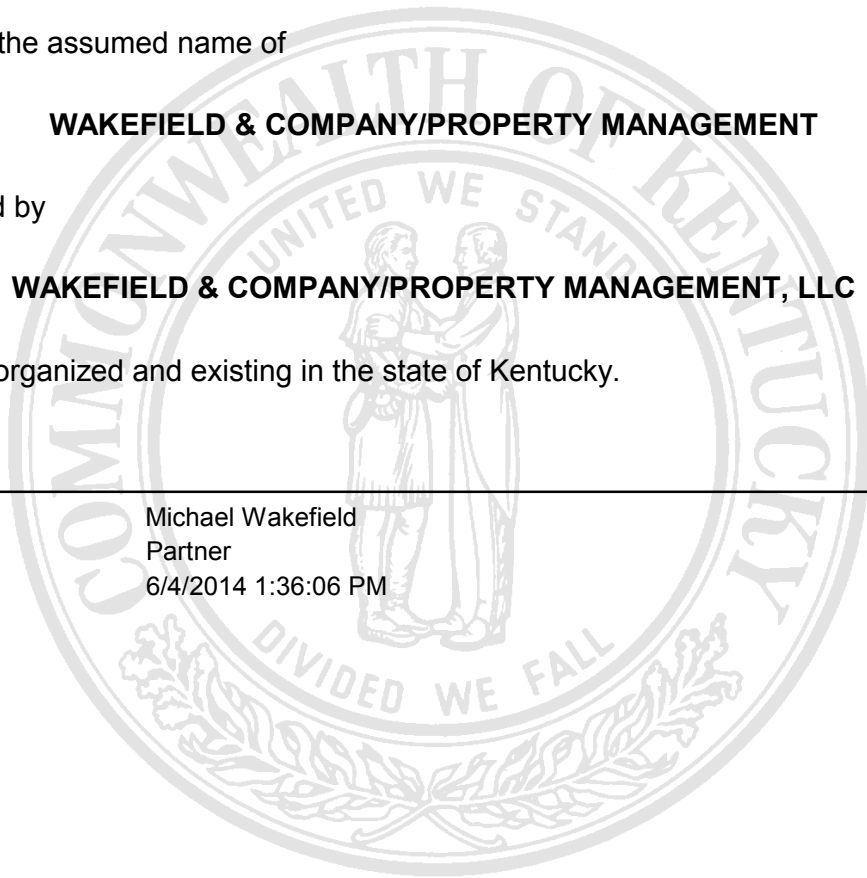 the assumed name of
WAKEFIELD & COMPANY/PROPERTY MANAGEMENT
d by
WAKEFIELD & COMPANY/PROPERTY MANAGEMENT, LLC
organized and existing in the state of Kentucky.
Michael Wakefield
Partner
6/4/2014 1:36:06 PM
COMMONWEALTH OF KENTUCKY
UNITED WE STAND
DIVIDED WE FALL